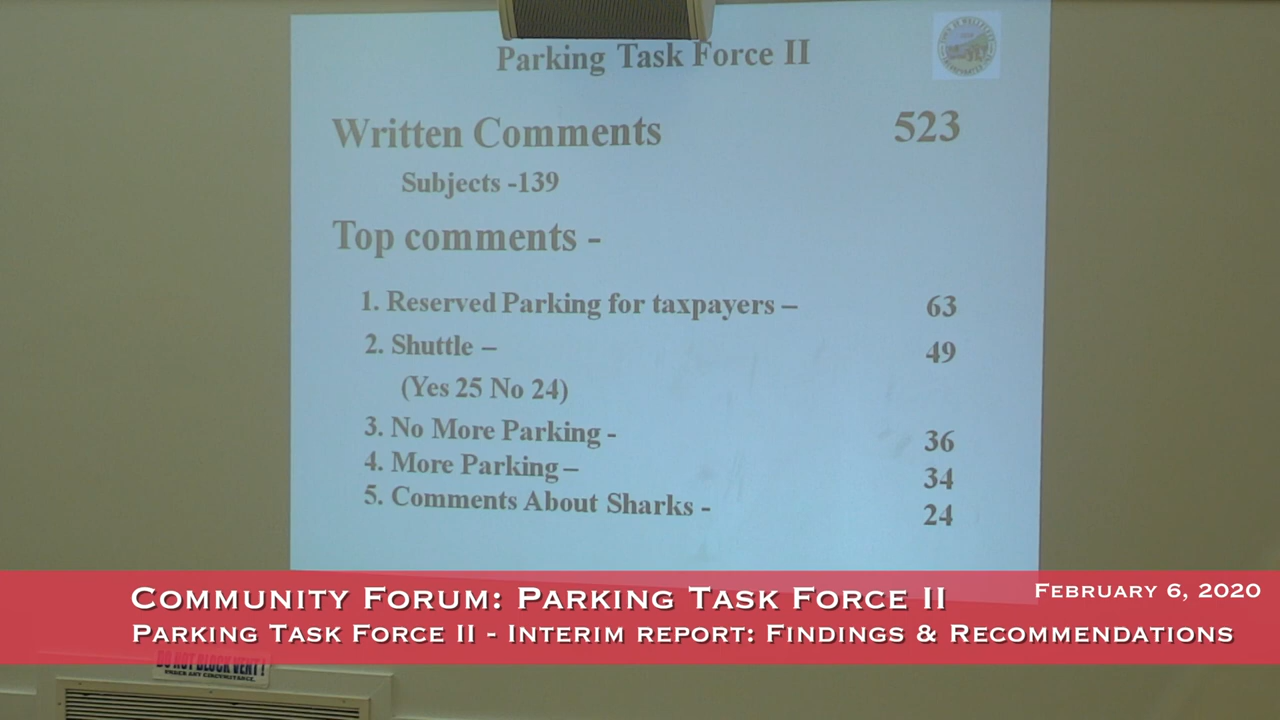 Parking Task Force II
Written Comments 523
Subjects -139
Top comments -
1. Reserved Parking for taxpayers – 63
2. Shuttle – 49
(Yes 25 No 24)
3. No More Parking - 36
4. More Parking – 34
5. Comments About Sharks - 24
Community Forum: Parking Task Force II February 6, 2020
Parking Task Force II - Interim report: Findings & Recommendations
DO NOT BLOCK VENT !
UNDER ANY CIRCUMSTANCE.